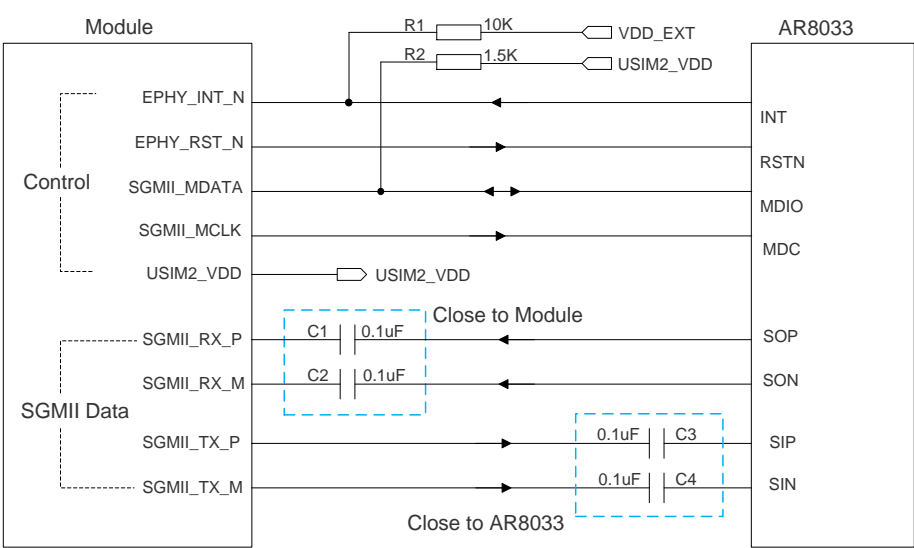 Module
R1
10K
VDD_EXT
AR8033
R2
1.5K
USIM2_VDD
EPHY_INT_N
INT
EPHY_RST_N
RSTN
Control
SGMII_MDATA
MDIO
SGMII_MCLK
MDC
USIM2_VDD
USIM2_VDD
Close to Module
SGMII_RX_P
C1
0.1uF
SOP
SGMII_RX_M
C2
0.1uF
SON
SGMII Data
SGMII_TX_P
0.1uF
C3
SIP
SGMII_TX_M
0.1uF
C4
SIN
Close to AR8033